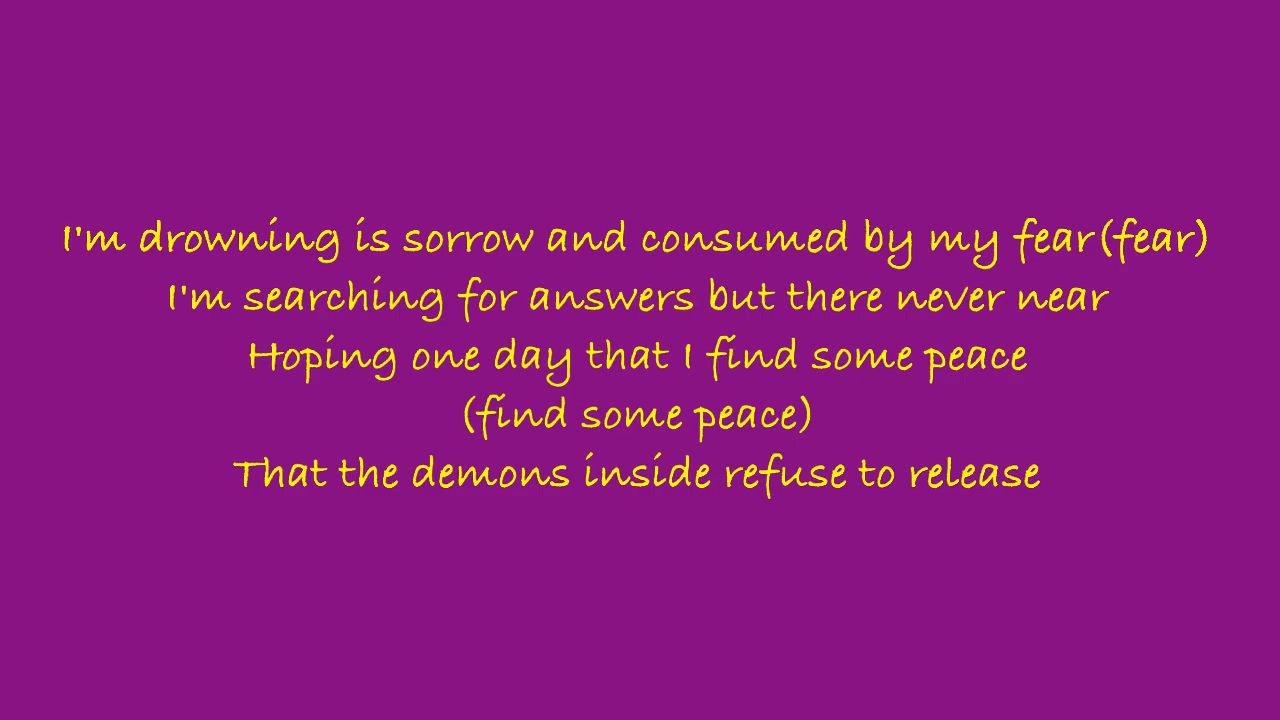 I'm drowning is sorrow and consumed by my fear(fear)
I'm searching for answers but there never near
Hoping one day that I find some peace
(find some peace)
That the demons inside refuse to release